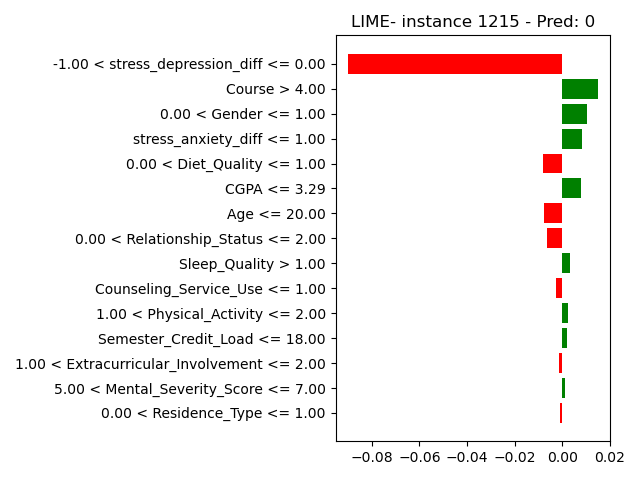 LIME- instance 1215 - Pred: 0
-1.00 < stress_depression_diff <= 0.00
Course > 4.00
0.00 < Gender <= 1.00
stress_anxiety_diff <= 1.00
0.00 < Diet_Quality <= 1.00
CGPA <= 3.29
Age <= 20.00
0.00 < Relationship_Status <= 2.00
Sleep_Quality > 1.00
Counseling_Service_Use <= 1.00
1.00 < Physical_Activity <= 2.00
Semester_Credit_Load <= 18.00
1.00 < Extracurricular_Involvement <= 2.00
5.00 < Mental_Severity_Score <= 7.00
0.00 < Residence_Type <= 1.00
−0.08 −0.06 −0.04 −0.02 0.00 0.02